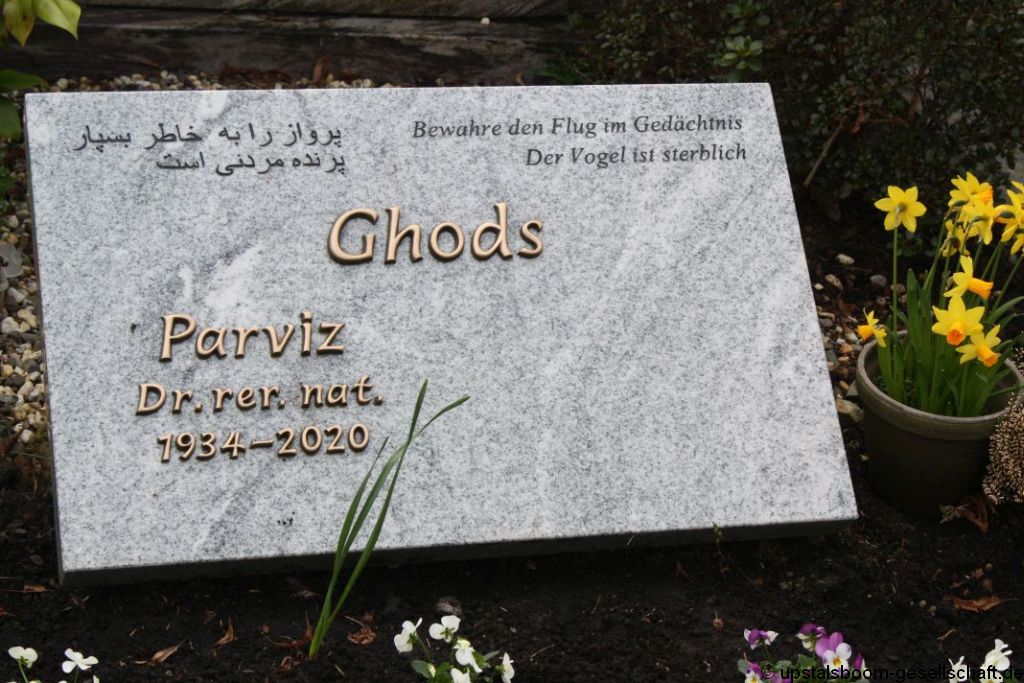 پرواز را به خاطر بسپار
پرنده مردنی است
Bewahre den Flug im Gedächtnis
Der Vogel ist sterblich
Ghods
Parviz
Dr. rer. nat.
1934–2020
© upstalsboom-gesellschaft.de